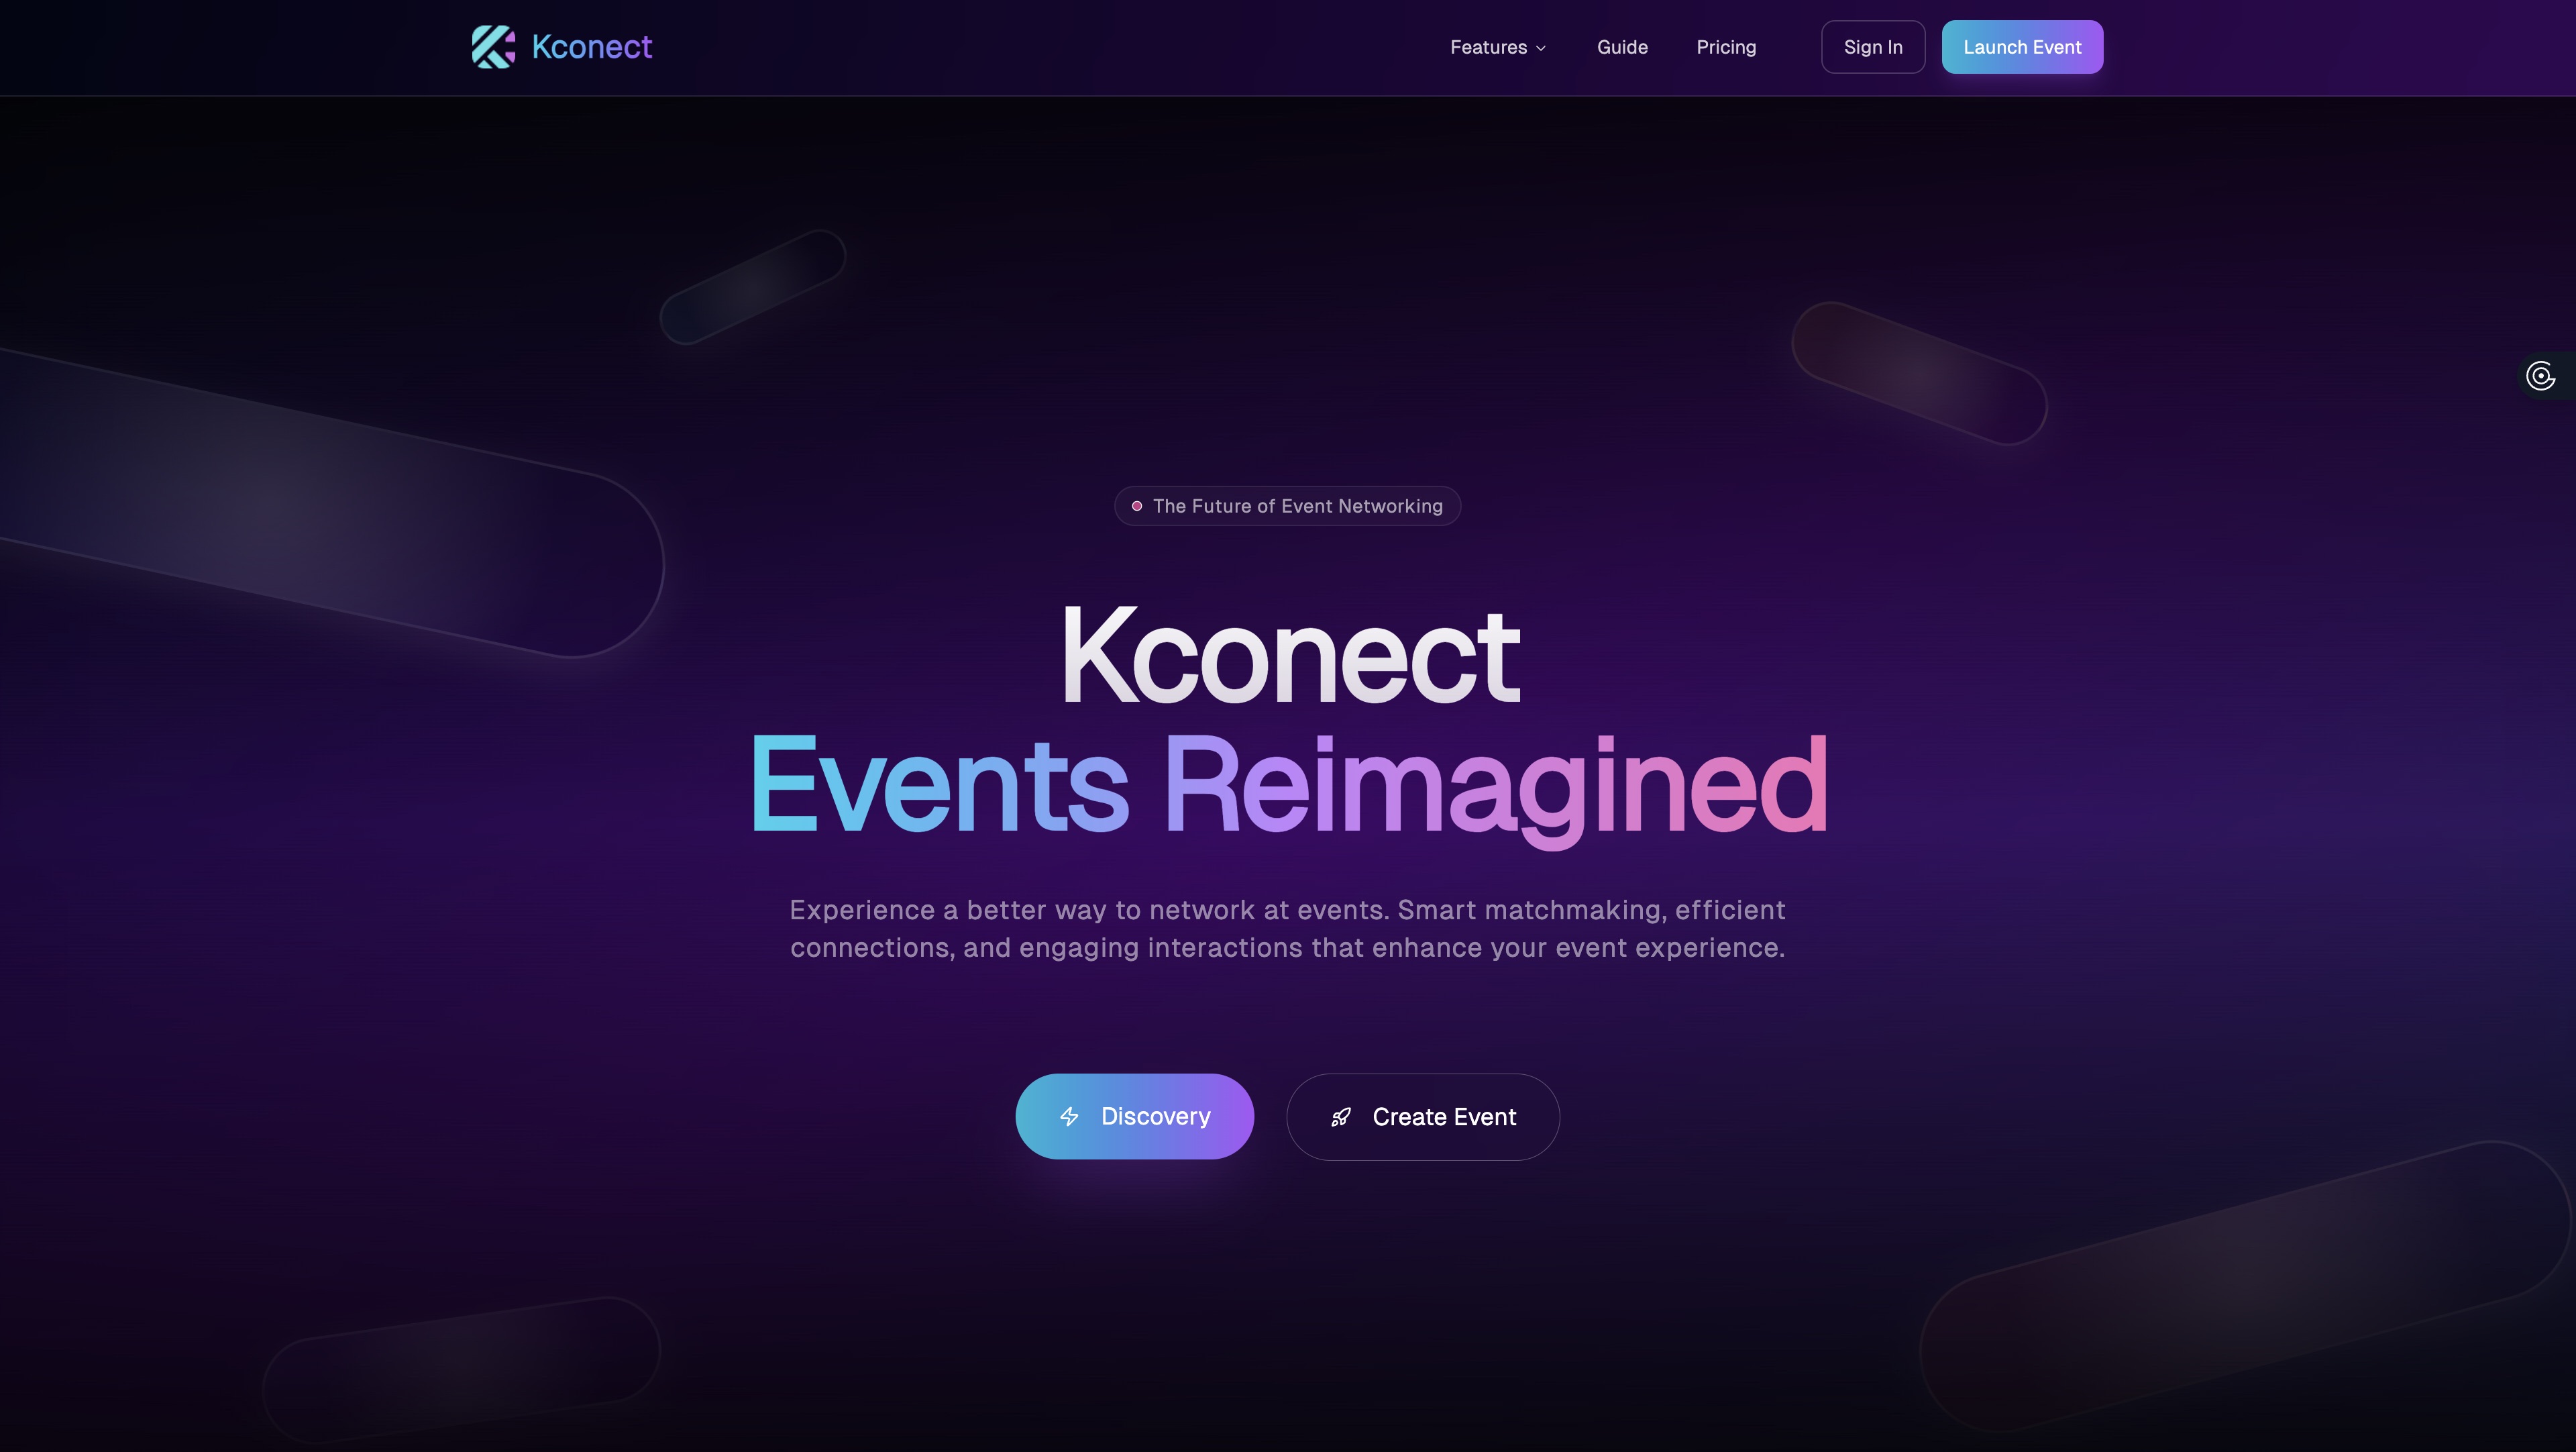 Kconect
Features
Guide
Pricing
Sign In
Launch Event
The Future of Event Networking
Kconect
Events Reimagined
Experience a better way to network at events. Smart matchmaking, efficient
connections, and engaging interactions that enhance your event experience.
Discovery
Create Event